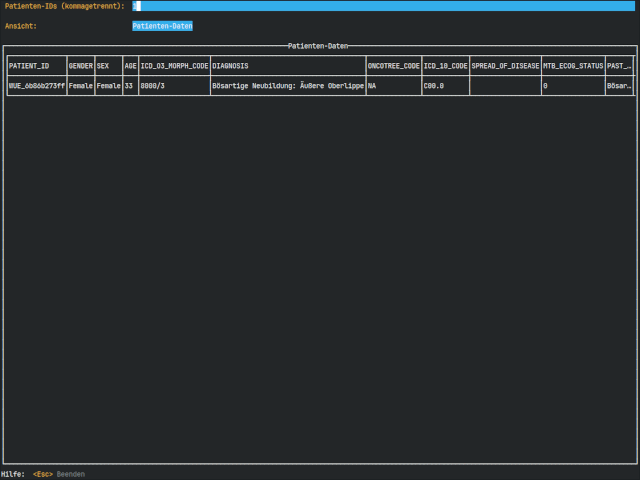 Patienten-IDs (kommagetrennt):
Ansicht: Patienten-Daten
Patienten-Daten
PATIENT_ID GENDER SEX AGE ICD_O3_MORPH_CODE DIAGNOSIS ONCOTREE_CODE ICD_10_CODE SPREAD_OF_DISEASE MTB_ECOG_STATUS PAST_…
WUE_6b86b273ff Female Female 33 0000/3 Bösartige Neubildung: Äußere Oberlippe NA C00.0 0 Bösar…
Hilfe: <Esc> Beenden